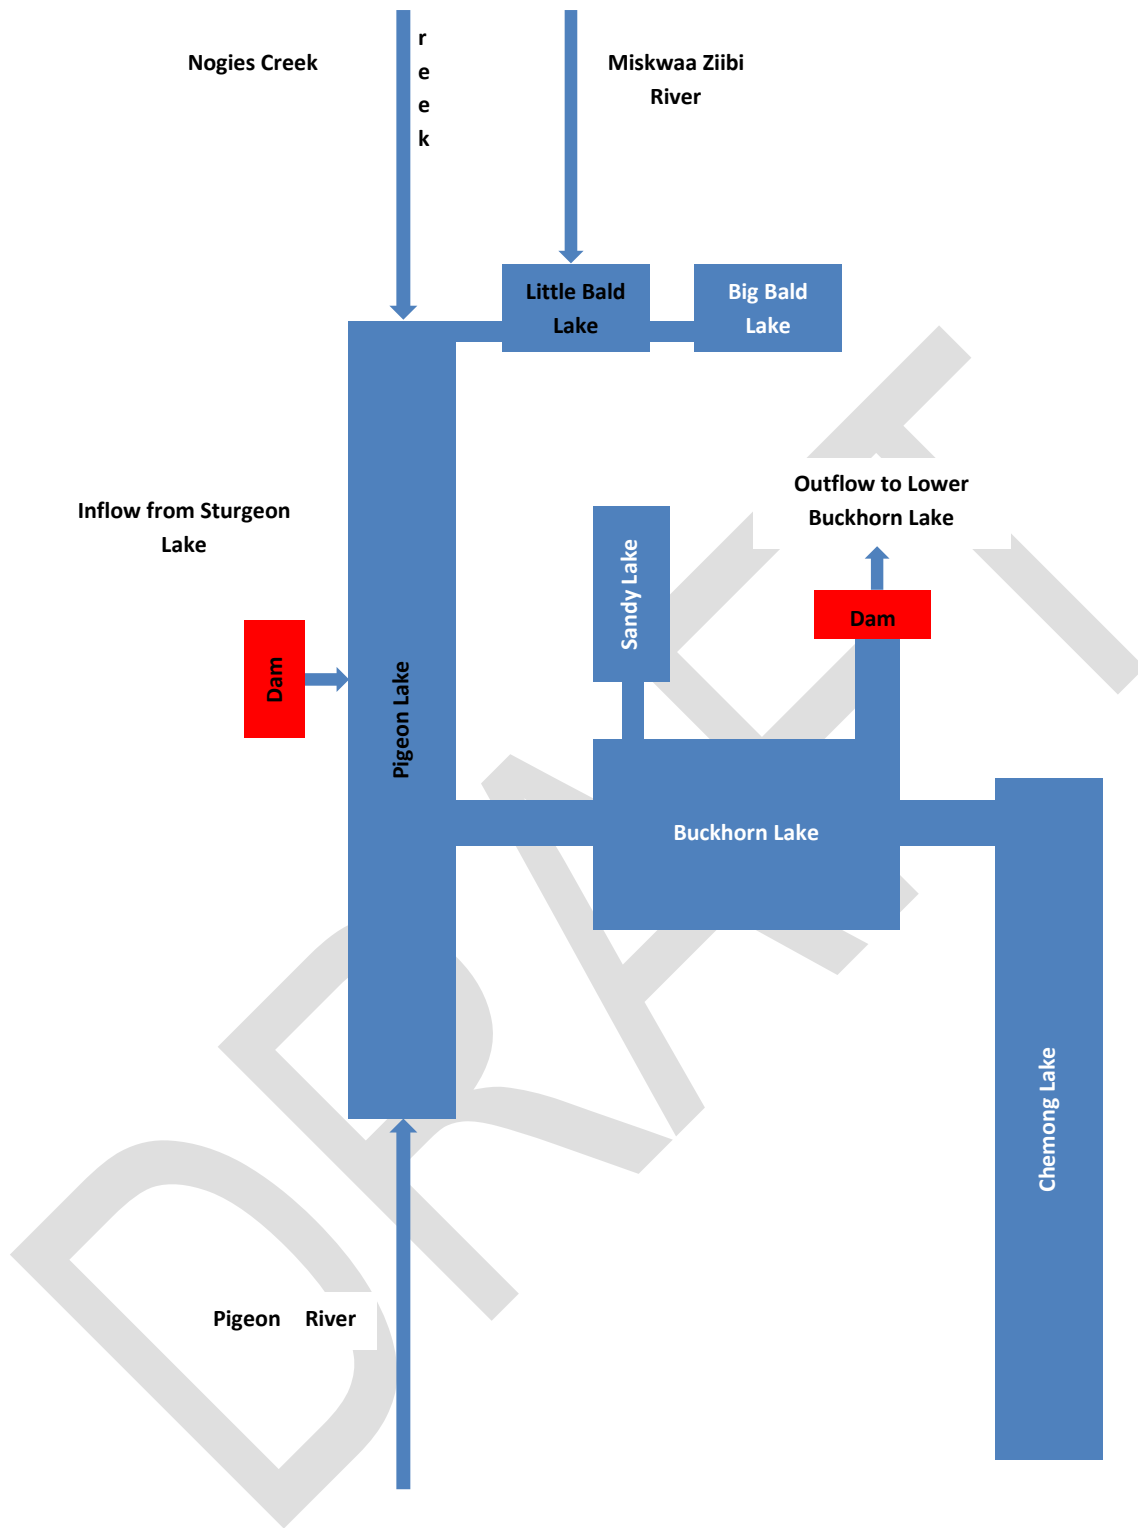 Nogies Creek
r
e
e
k
Miskwaa Ziibi
River
Little Bald
Lake
Big Bald
Lake
Inflow from Sturgeon
Lake
Outflow to Lower
Buckhorn Lake
Sandy Lake
Dam
Dam
Pigeon Lake
Buckhorn Lake
Chemong Lake
Pigeon River
DRAFT